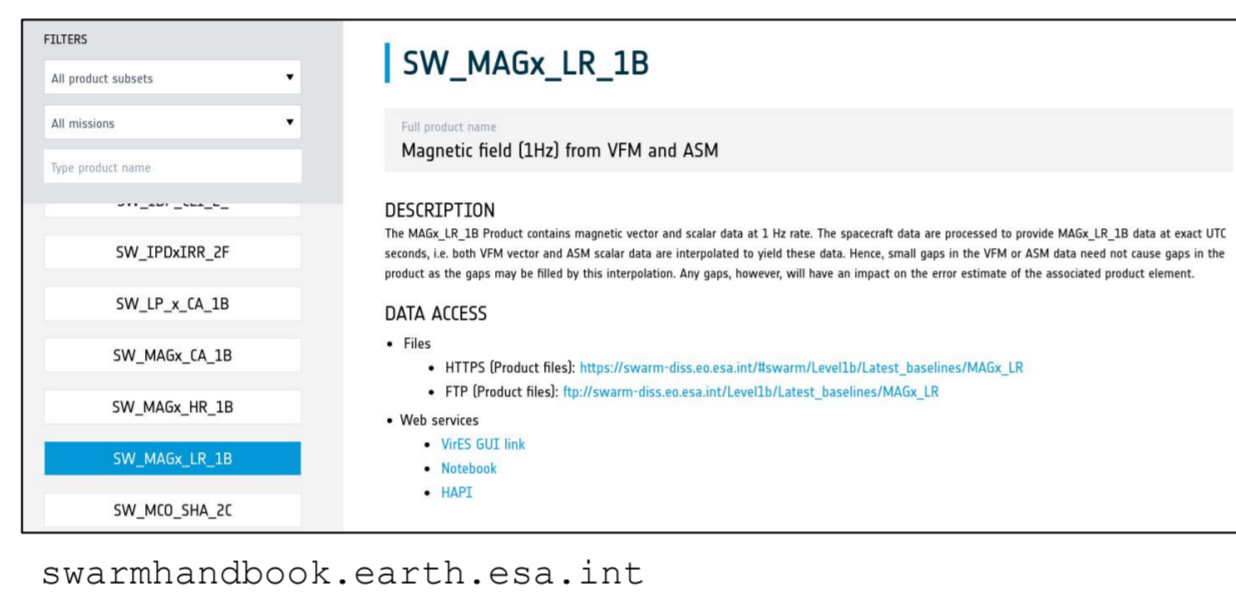 FILTERS
All product subsets
All missions
Type product name
SW_IPDxIRR_2F
SW_LP_x_CA_1B
SW_MAGx_CA_1B
SW_MAGx_HR_1B
SW_MAGx_LR_1B
SW_MCO_SHA_2C
SW_MAGx_LR_1B
Full product name
Magnetic field (1Hz) from VFM and ASM
DESCRIPTION
The MAGx_LR_1B Product contains magnetic vector and scalar data at 1 Hz rate. The spacecraft data are processed to provide MAGx_LR_1B data at exact UTC
seconds, i.e. both VFM vector and ASM scalar data are interpolated to yield these data. Hence, small gaps in the VFM or ASM data need not cause gaps in the
product as the gaps may be filled by this interpolation. Any gaps, however, will have an impact on the error estimate of the associated product element.
DATA ACCESS
• Files
• HTTPS (Product files): https://swarm-diss.eo.esa.int/#swarm/Level1b/Latest_baselines/MAGx_LR
• FTP (Product files): ftp://swarm-diss.eo.esa.int/Level1b/Latest_baselines/MAGx_LR
• Web services
• VirES GUI link
• Notebook
• HAPI
swarmhandbook.earth.esa.int